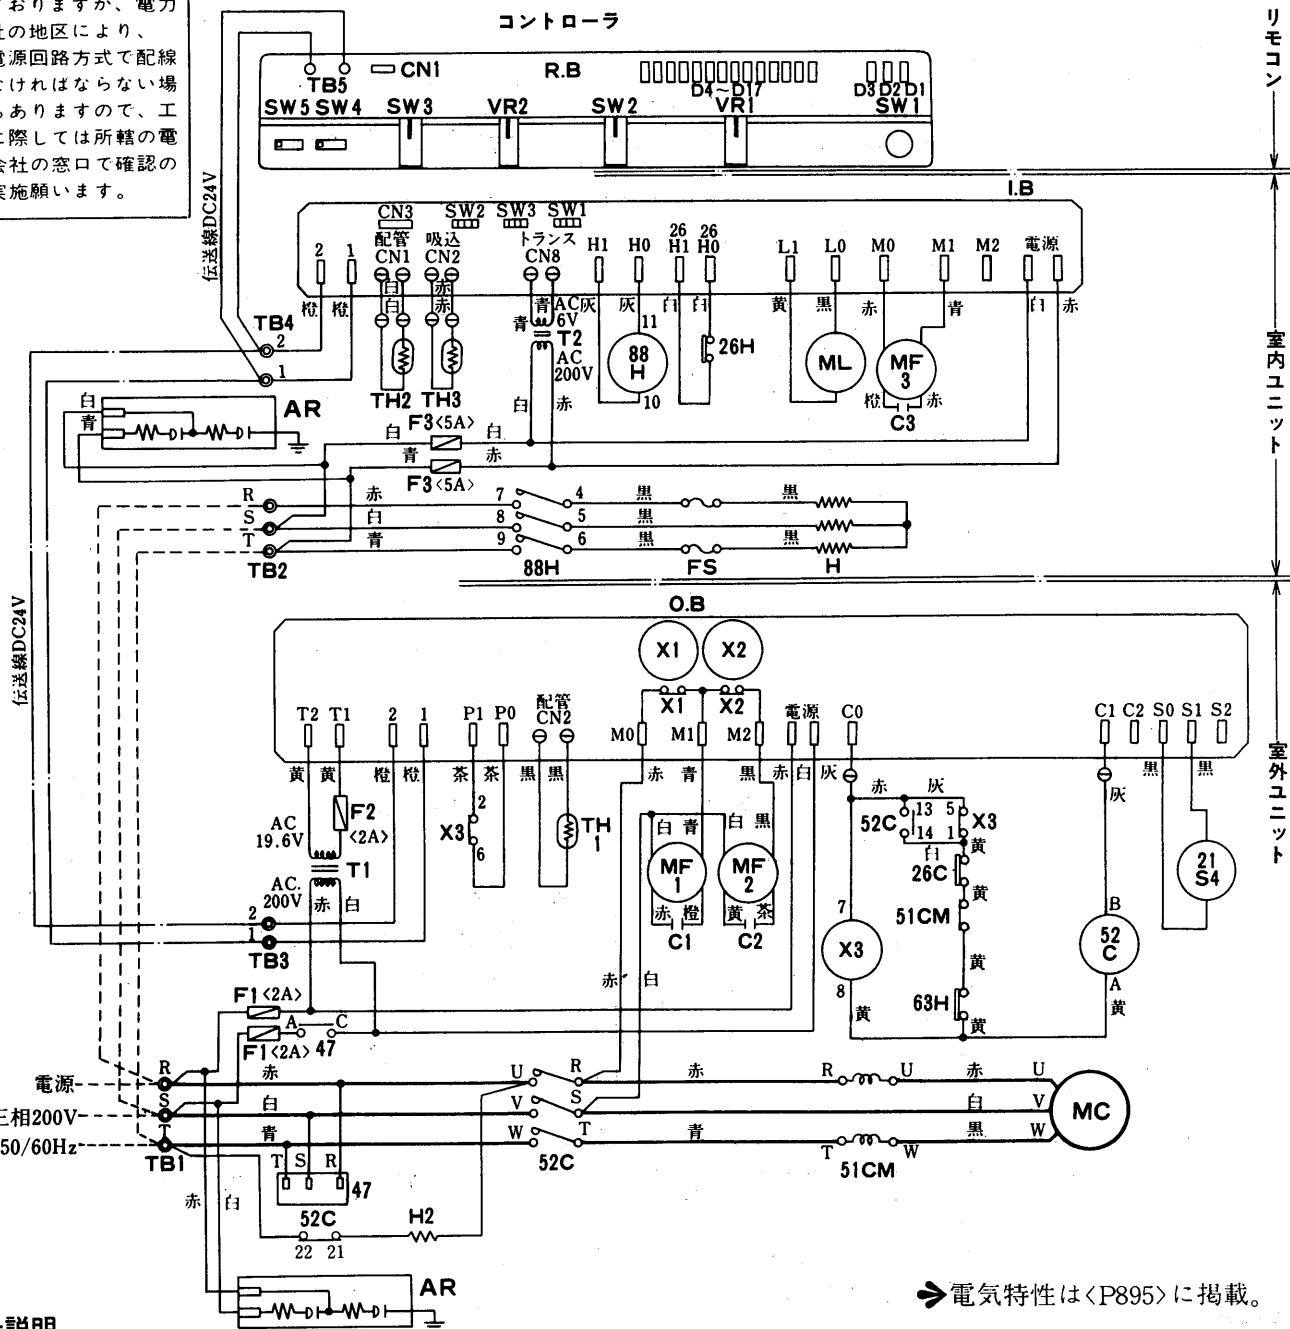 おりますが、電力
の地区により、
電源回路方式で配線
なければならない場
ありますので、工
際しては所轄の電
会社の窓口で確認の
実施願います。
コントローラ
リモコン
TB5 CN1 R.B
D4～D17 D3 D2 D1
SW5 SW4 SW3 VR2 SW2 VR1 SW1
伝送線DC24V
I.B
CN3 SW2 SW3 SW1
配管 吸込 トランス
2 1 CN1 CN2 CN8 H1 H0 26 H1 26 H0 L1 L0 M0 M1 M2 電源
橙 橙 白 白 赤 赤 青 青 AC 6V 灰 灰 白 白 黄 黒 赤 青 白 赤
TB4 2 1
T2 AC 200V
11 88H 10
26H
ML
MF3
橙 赤 C3
TH2 TH3
白 赤
室内ユニット
白 青 AR
F3<5A> 白 白
青 赤
F3<5A>
R 赤 7 4 黒 黒
S 白 8 5 黒
T 青 9 6 黒 黒
TB2 88H FS H
O.B
伝送線DC24V
X1 X2
X1 X2
T2 T1 2 1 P1 P0 配管 CN2 M0 M1 M2 電源 C0 C1 C2 S0 S1 S2
黄 黄 橙 橙 茶 茶 黒 黒 赤 青 黒 赤 白 灰 灰 黒 黒
室外ユニット
AC 19.6V F2 <2A>
T1
AC. 200V 赤 白
X3 2 6
TH1
白 青 白 黒
MF1 MF2
赤 橙 黄 茶
C1 C2
赤 灰
52C 13 14 5 1 X3
白 黄
26C
黄
51CM
黄
63H
黄
7 X3 8
黄
21S4
B 52C A
黄
2 1 TB3
赤 白
F1<2A>
A C
F1<2A> 47
電源 R 赤 U R 赤 R U 赤 U
三相200V S 白 V S 白 V MC
50/60Hz T 青 W T 青 T W 黒 W
TB1 52C 51CM
T S R 47
赤 白
52C H2
22 21
AR
➔電気特性は〈P895〉に掲載。
説明